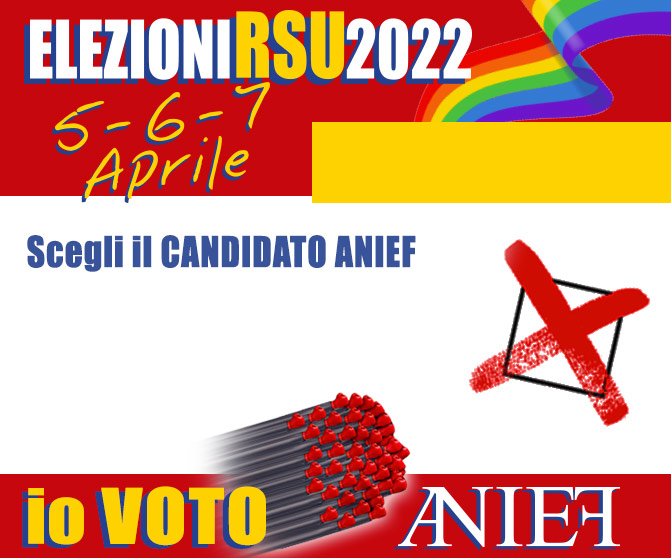 ELEZIONI RSU 2022
5-6-7
Aprile
Scegli il CANDIDATO ANIEF
io VOTO ANIEF